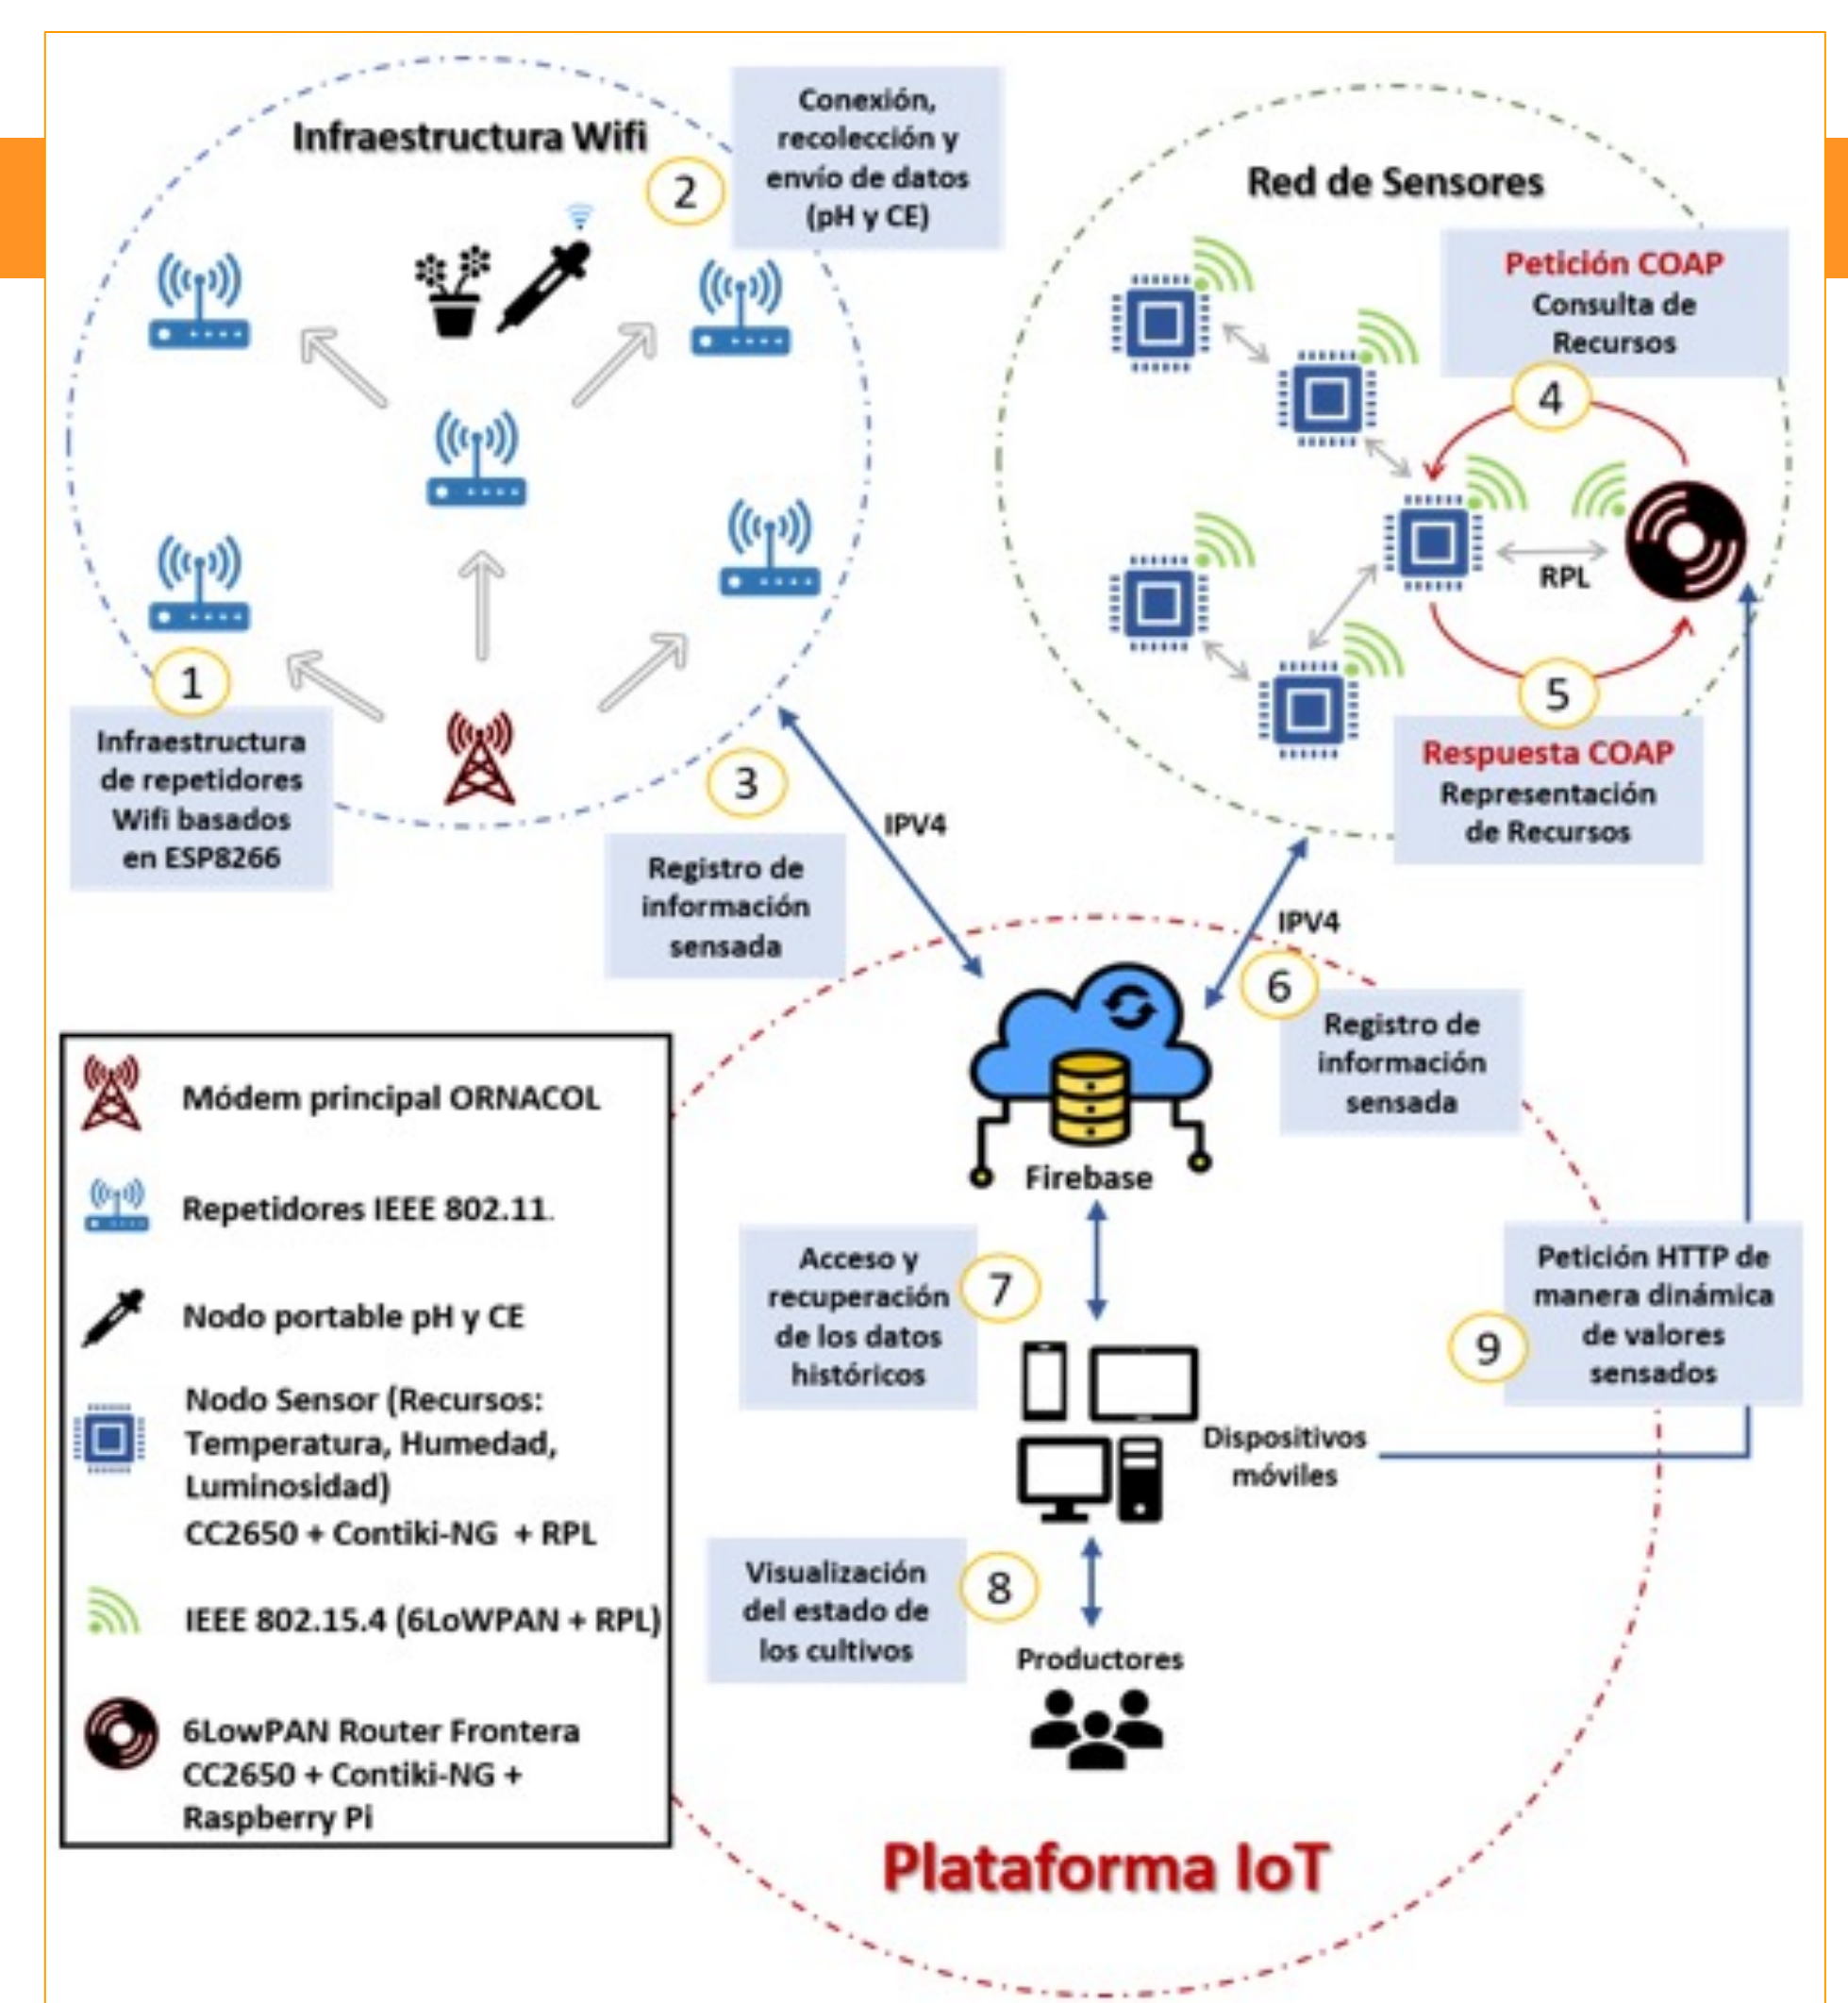 Infraestructura Wifi
2
Conexión,
recolección y
envío de datos
(pH y CE)
1
Infraestructura
de repetidores
Wifi basados
en ESP8266
3
Registro de
información
sensada
IPV4
Red de Sensores
Petición COAP
Consulta de
Recursos
4
RPL
5
Respuesta COAP
Representación
de Recursos
IPV4
6
Registro de
información
sensada
Firebase
Acceso y
recuperación
de los datos
históricos
7
Dispositivos
móviles
Petición HTTP de
manera dinámica
de valores
sensados
9
Visualización
del estado de
los cultivos
8
Productores
Plataforma IoT
Módem principal ORNACOL
Repetidores IEEE 802.11.
Nodo portable pH y CE
Nodo Sensor (Recursos:
Temperatura, Humedad,
Luminosidad)
CC2650 + Contiki-NG + RPL
IEEE 802.15.4 (6LoWPAN + RPL)
6LowPAN Router Frontera
CC2650 + Contiki-NG +
Raspberry Pi